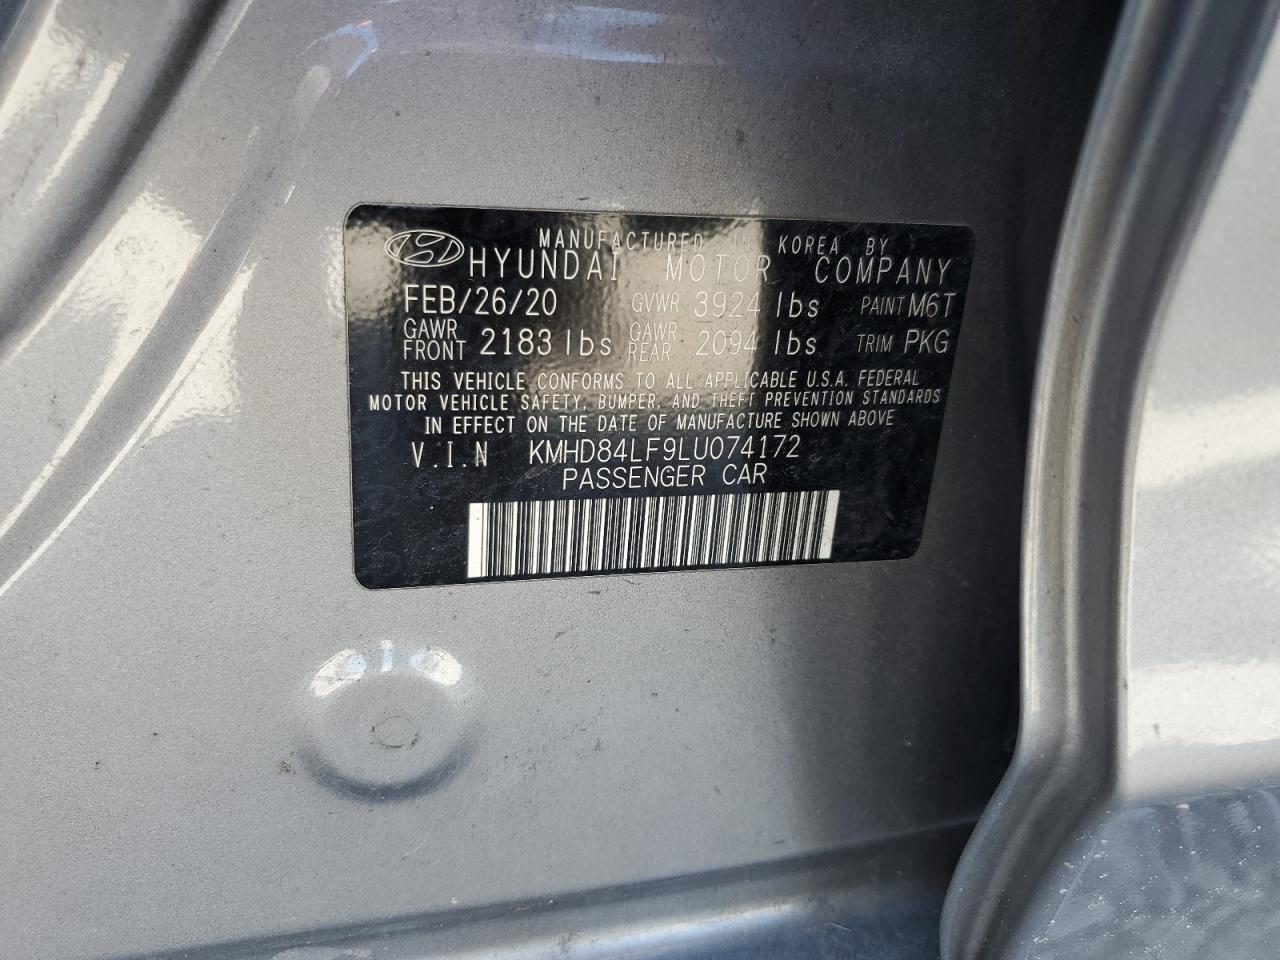 MANUFACTURED IN KOREA BY
HYUNDAI MOTOR COMPANY
FEB/26/20 GVWR 3924 lbs PAINT M6T
GAWR FRONT 2183 lbs GAWR REAR 2094 lbs TRIM PKG
THIS VEHICLE CONFORMS TO ALL APPLICABLE U.S.A. FEDERAL
MOTOR VEHICLE SAFETY, BUMPER, AND THEFT PREVENTION STANDARDS
IN EFFECT ON THE DATE OF MANUFACTURE SHOWN ABOVE
V.I.N KMHD84LF9LU074172
PASSENGER CAR